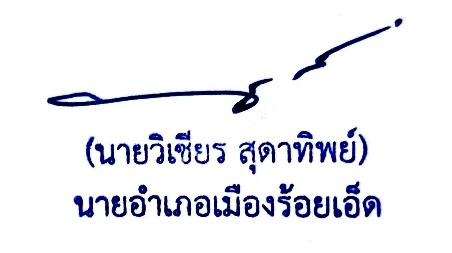 (นายวิเชียร สุดาทิพย์)
นายอำเภอเมืองร้อยเอ็ด